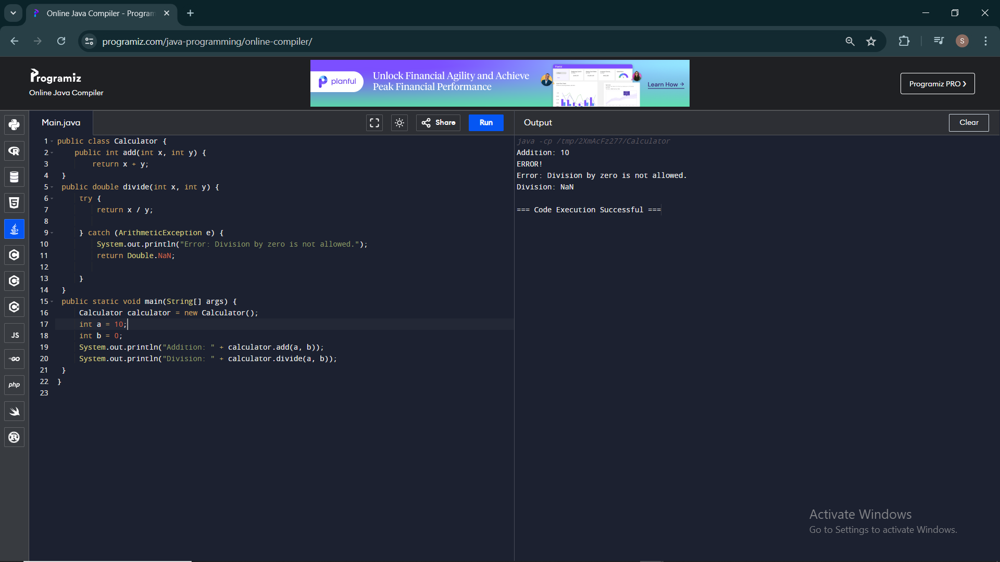 Online Java Compiler - Program
programiz.com/java-programming/online-compiler/
S
Programiz
Online Java Compiler
planful
Unlock Financial Agility and Achieve
Peak Financial Performance
Planful
Learn How →
Programiz PRO ❯
Main.java
Share
Run
Output
Clear
1 public class Calculator {
2     public int add(int x, int y) {
3         return x + y;
4  }
5  public double divide(int x, int y) {
6      try {
7          return x / y;
8
9      } catch (ArithmeticException e) {
10         System.out.println("Error: Division by zero is not allowed.");
11         return Double.NaN;
12
13     }
14 }
15 public static void main(String[] args) {
16     Calculator calculator = new Calculator();
17     int a = 10;
18     int b = 0;
19     System.out.println("Addition: " + calculator.add(a, b));
20     System.out.println("Division: " + calculator.divide(a, b));
21 }
22 }
23
java -cp /tmp/2XmAcFz277/Calculator
Addition: 10
ERROR!
Error: Division by zero is not allowed.
Division: NaN
=== Code Execution Successful ===
R
5
C
C
C
JS
GO
php
R
Activate Windows
Go to Settings to activate Windows.